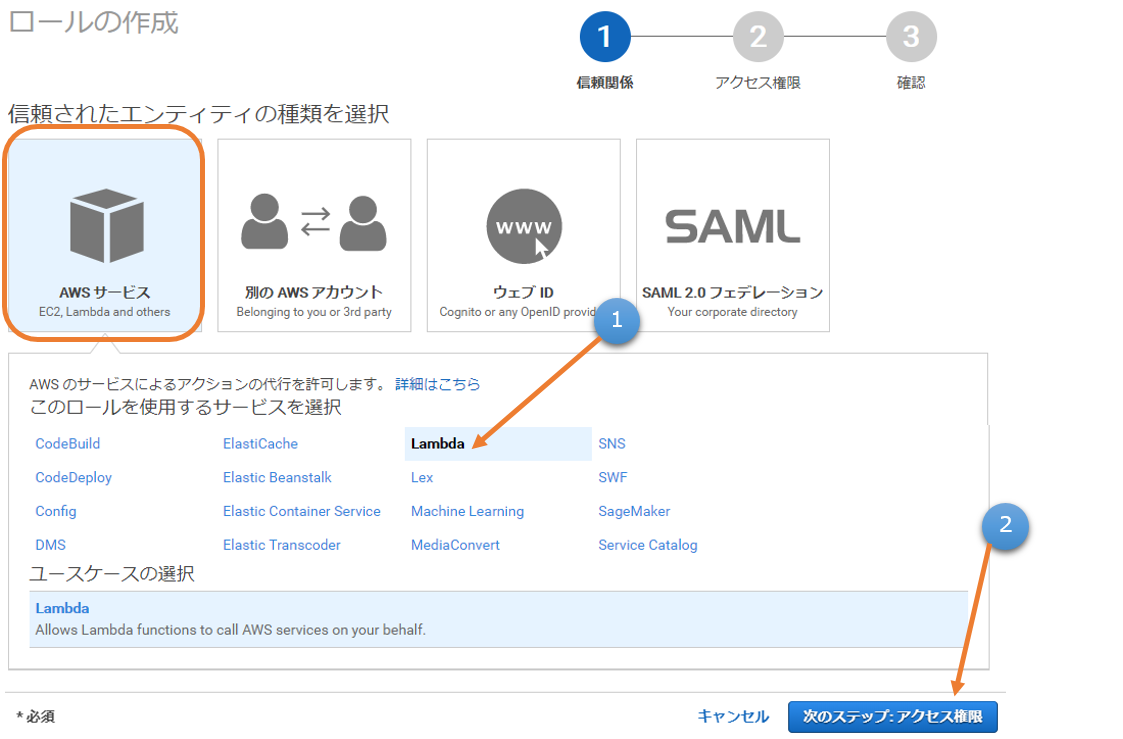 ロールの作成
1
2
3
信頼関係
アクセス権限
確認
信頼されたエンティティの種類を選択
www
SAML
AWS サービス
EC2, Lambda and others
別の AWS アカウント
Belonging to you or 3rd party
ウェブ ID
Cognito or any OpenID
SAML 2.0 フェデレーション
Your corporate directory
1
AWS のサービスによるアクションの代行を許可します。 詳細はこちら
このロールを使用するサービスを選択
CodeBuild ElastiCache Lambda SNS
CodeDeploy Elastic Beanstalk Lex SWF
Config Elastic Container Service Machine Learning SageMaker
2
DMS Elastic Transcoder MediaConvert Service Catalog
ユースケースの選択
Lambda
Allows Lambda functions to call AWS services on your behalf.
* 必須
キャンセル
次のステップ: アクセス権限